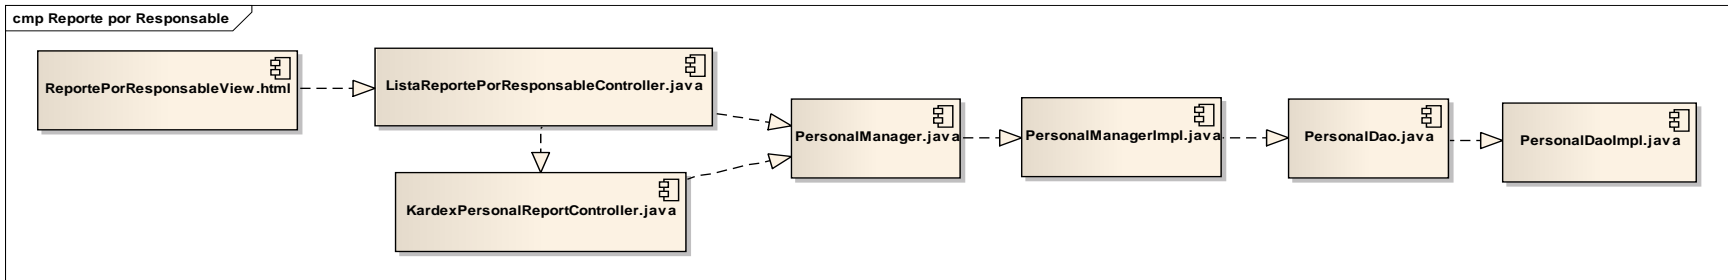 cmp Reporte por Responsable
ReportePorResponsableView.html
ListaReportePorResponsableController.java
KardexPersonalReportController.java
PersonalManager.java
PersonalManagerImpl.java
PersonalDao.java
PersonalDaoImpl.java